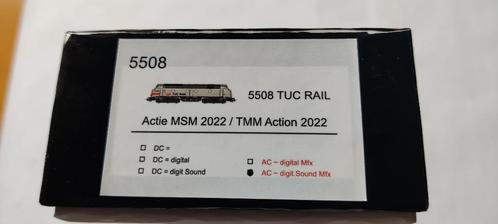 5508
5508 TUC RAIL
Actie MSM 2022 / TMM Action 2022
DC =
DC = digital
DC = digit Sound
AC – digital Mfx
AC – digit.Sound Mfx